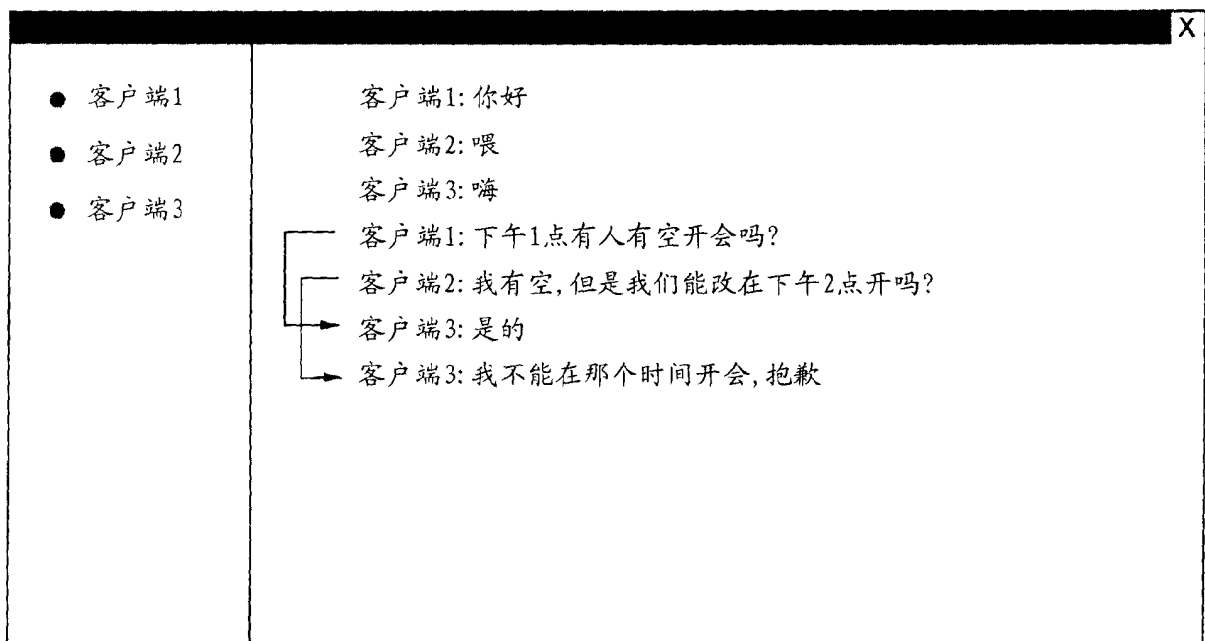 X
客户端1
客户端2
客户端3
客户端1: 你好
客户端2: 喂
客户端3: 嗨
客户端1: 下午1点有人有空开会吗?
客户端2: 我有空, 但是我们能改在下午2点开吗?
客户端3: 是的
客户端3: 我不能在那个时间开会, 抱歉